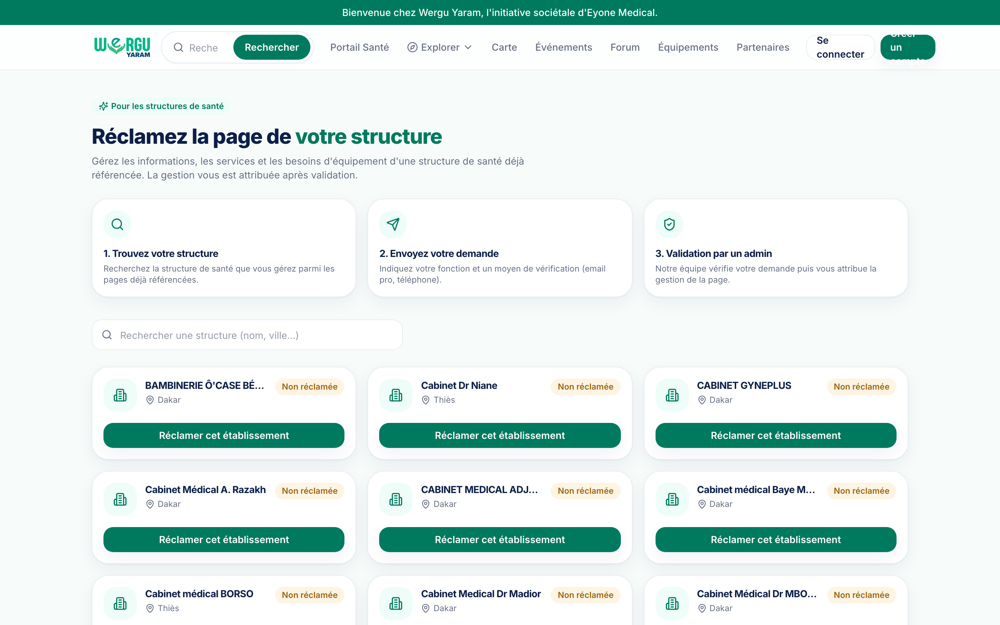 Bienvenue chez Wergu Yaram, l'initiative sociétale d'Eyone Medical.
WeRGU YARAM
Reche
Rechercher
Portail Santé
Explorer
Carte
Événements
Forum
Équipements
Partenaires
Se connecter
Créer un compte
Pour les structures de santé
Réclamez la page de votre structure
Gérez les informations, les services et les besoins d'équipement d'une structure de santé déjà
référencée. La gestion vous est attribuée après validation.
1. Trouvez votre structure
Recherchez la structure de santé que vous gérez parmi les
pages déjà référencées.
2. Envoyez votre demande
Indiquez votre fonction et un moyen de vérification (email
pro, téléphone).
3. Validation par un admin
Notre équipe vérifie votre demande puis vous attribue la
gestion de la page.
Rechercher une structure (nom, ville...)
BAMBINERIE Ô'CASE BÉ...
Non réclamée
Dakar
Réclamer cet établissement
Cabinet Dr Niane
Non réclamée
Thiès
Réclamer cet établissement
CABINET GYNEPLUS
Non réclamée
Dakar
Réclamer cet établissement
Cabinet Médical A. Razakh
Non réclamée
Dakar
Réclamer cet établissement
CABINET MEDICAL ADJ...
Non réclamée
Dakar
Réclamer cet établissement
Cabinet médical Baye M...
Non réclamée
Dakar
Réclamer cet établissement
Cabinet médical BORSO
Non réclamée
Thiès
Cabinet Medical Dr Madior
Non réclamée
Dakar
Cabinet Médical Dr MBO...
Non réclamée
Dakar